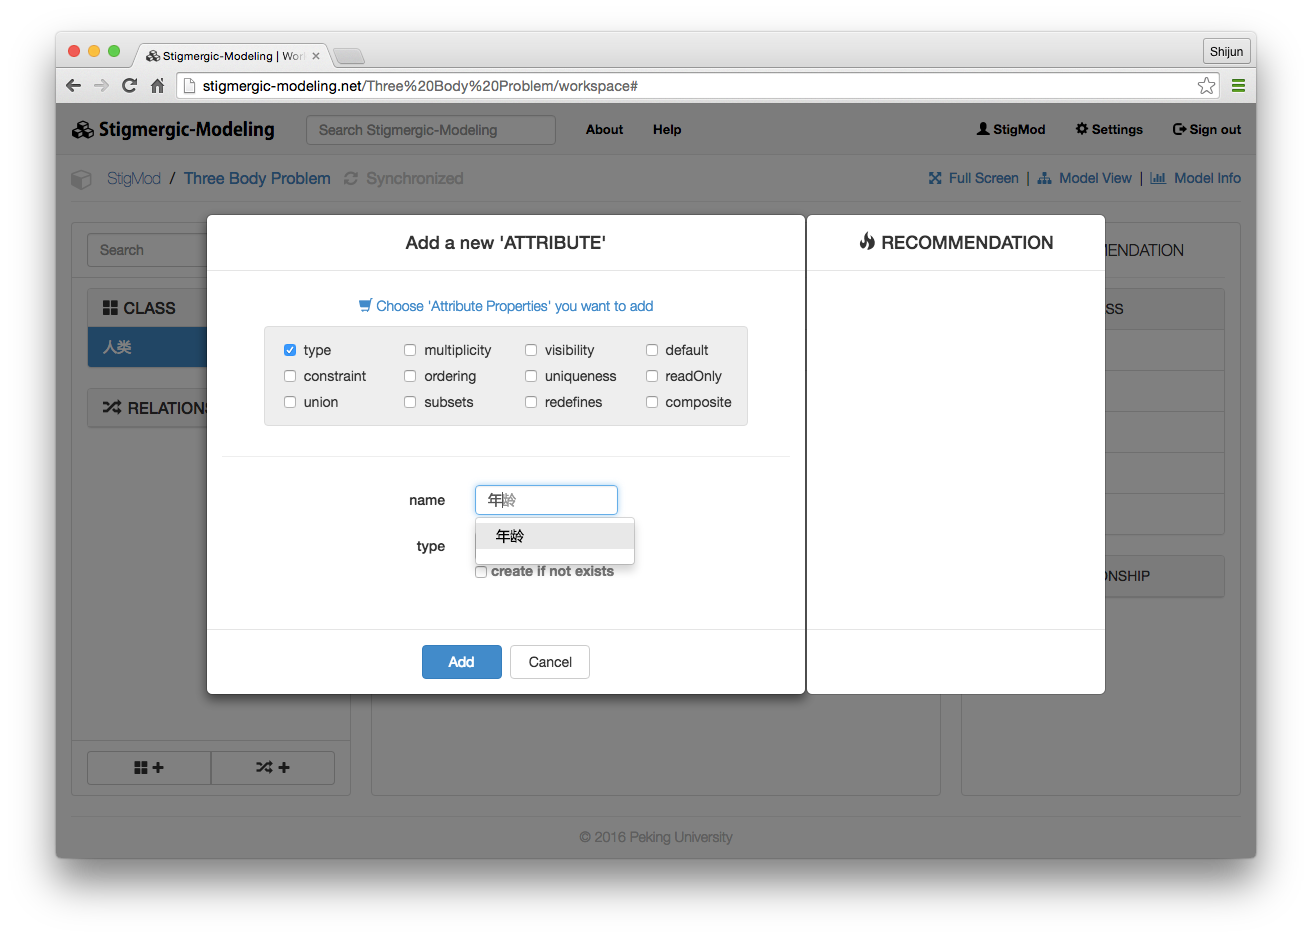 Stigmergic-Modeling | Wor
Shijun
stigmergic-modeling.net/Three%20Body%20Problem/workspace#
Stigmergic-Modeling
Search Stigmergic-Modeling
About
Help
StigMod
Settings
Sign out
StigMod / Three Body Problem
Synchronized
Full Screen | Model View | Model Info
Search
CLASS
人类
RELATIONS
Add a new 'ATTRIBUTE'
Choose 'Attribute Properties' you want to add
type multiplicity visibility default
constraint ordering uniqueness readOnly
union subsets redefines composite
name 年龄
年龄
type
create if not exists
Add
Cancel
RECOMMENDATION
MENDATION
SS
ONSHIP
© 2016 Peking University